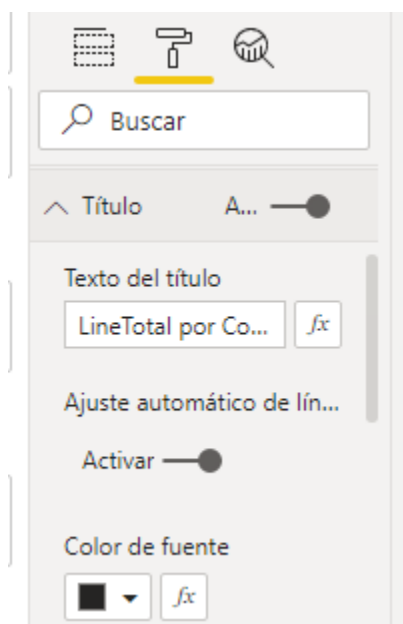 Buscar
Título A...
Texto del título
LineTotal por Co... fx
Ajuste automático de lín...
Activar
Color de fuente
fx